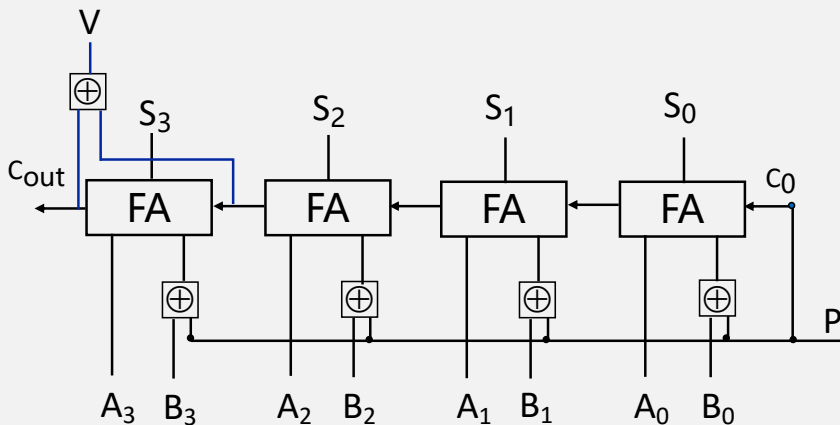 V
S₃ S₂ S₁ S₀
Cout C₀
FA FA FA FA
P
A₃ B₃ A₂ B₂ A₁ B₁ A₀ B₀